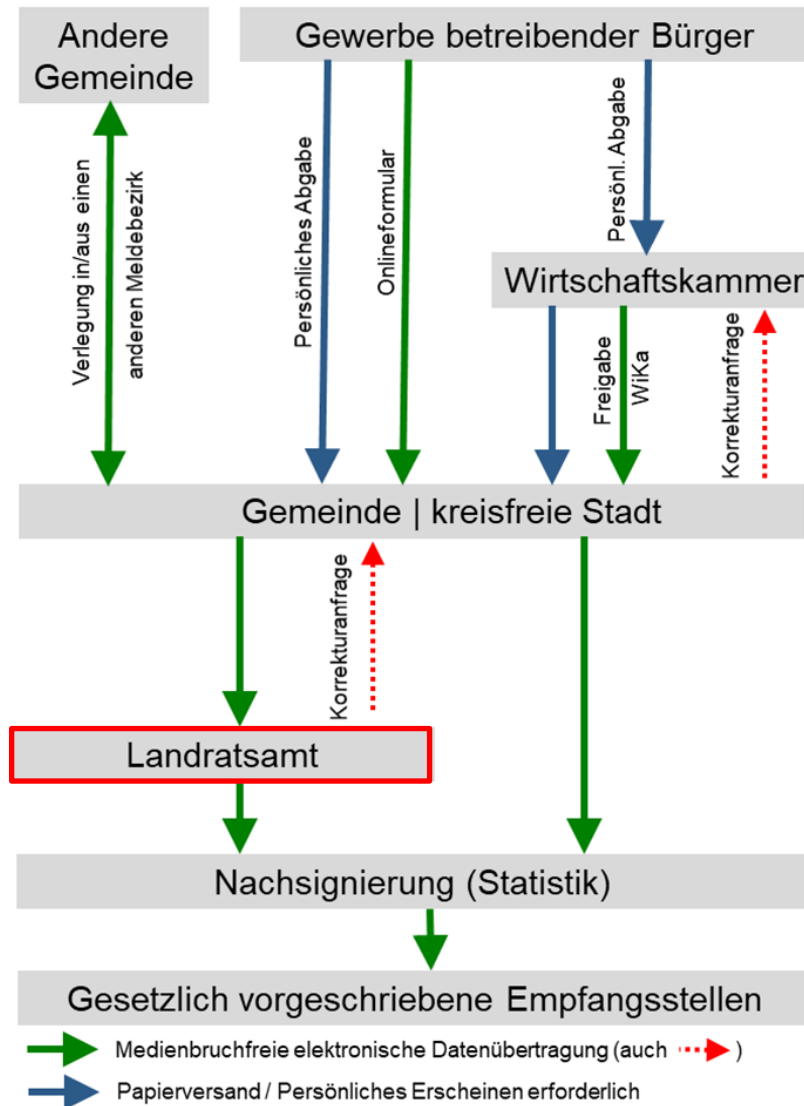 Andere
Gemeinde
Gewerbe betreibender Bürger
Verlegung in/aus einen
anderen Meldebezirk
Persönliches Abgabe
Onlineformular
Persönl. Abgabe
Wirtschaftskammer
Freigabe
WiKa
Korrekturanfrage
Gemeinde | kreisfreie Stadt
Korrekturanfrage
Landratsamt
Nachsignierung (Statistik)
Gesetzlich vorgeschriebene Empfangsstellen
Medienbruchfreie elektronische Datenübertragung (auch )
Papierversand / Persönliches Erscheinen erforderlich